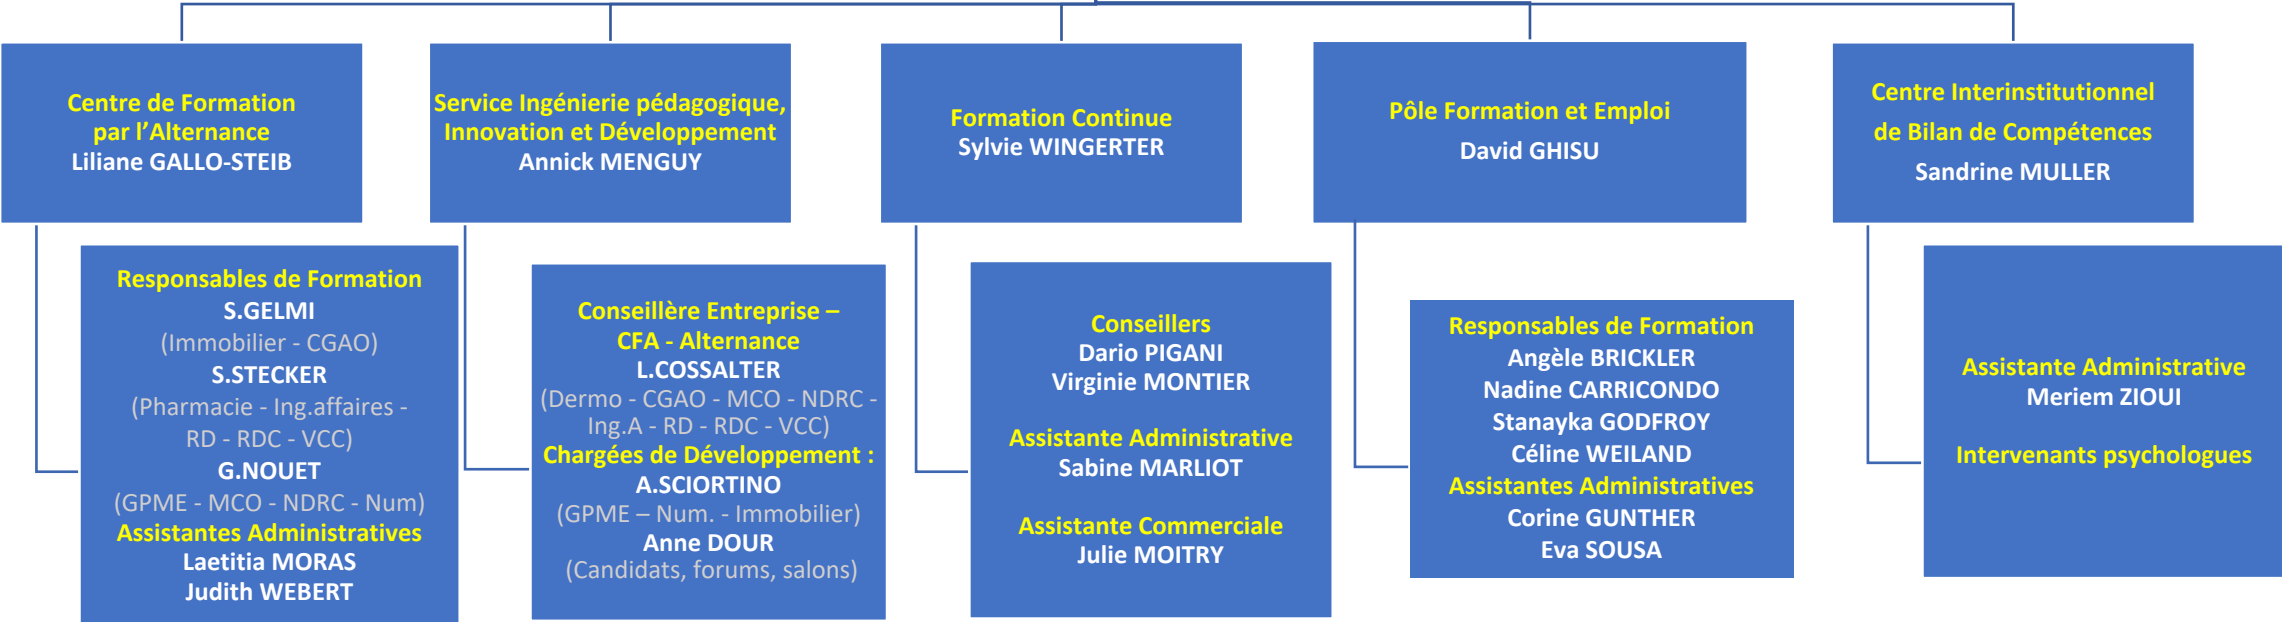 Centre de Formation
par l’Alternance
Liliane GALLO-STEIB
Service Ingénierie pédagogique,
Innovation et Développement
Annick MENGUY
Formation Continue
Sylvie WINGERTER
Pôle Formation et Emploi
David GHISU
Centre Interinstitutionnel
de Bilan de Compétences
Sandrine MULLER
Responsables de Formation
S.GELMI
(Immobilier - CGAO)
S.STECKER
(Pharmacie - Ing.affaires -
RD - RDC - VCC)
G.NOUET
(GPME - MCO - NDRC - Num)
Assistantes Administratives
Laetitia MORAS
Judith WEBERT
Conseillère Entreprise –
CFA - Alternance
L.COSSALTER
(Dermo - CGAO - MCO - NDRC -
Ing.A - RD - RDC - VCC)
Chargées de Développement :
A.SCIORTINO
(GPME – Num. - Immobilier)
Anne DOUR
(Candidats, forums, salons)
Conseillers
Dario PIGANI
Virginie MONTIER
Assistante Administrative
Sabine MARLIOT
Assistante Commerciale
Julie MOITRY
Responsables de Formation
Angèle BRICKLER
Nadine CARRICONDO
Stanayka GODFROY
Céline WEILAND
Assistantes Administratives
Corine GUNTHER
Eva SOUSA
Assistante Administrative
Meriem ZIOUI
Intervenants psychologues